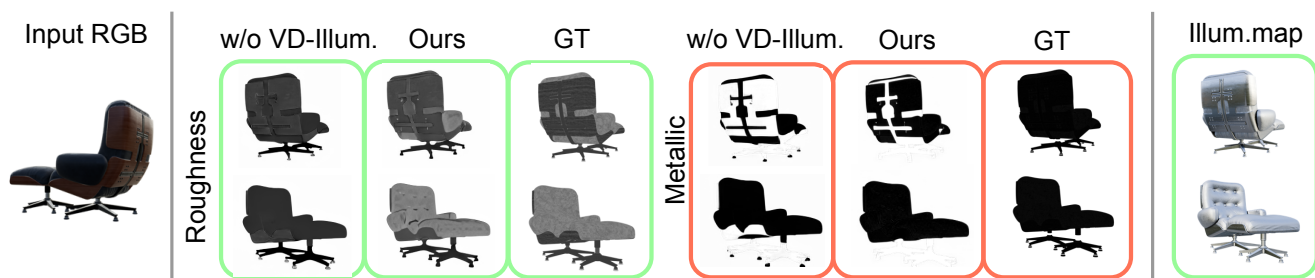 Input RGB
Roughness
w/o VD-Illum.
Ours
GT
Metallic
w/o VD-Illum.
Ours
GT
Illum.map